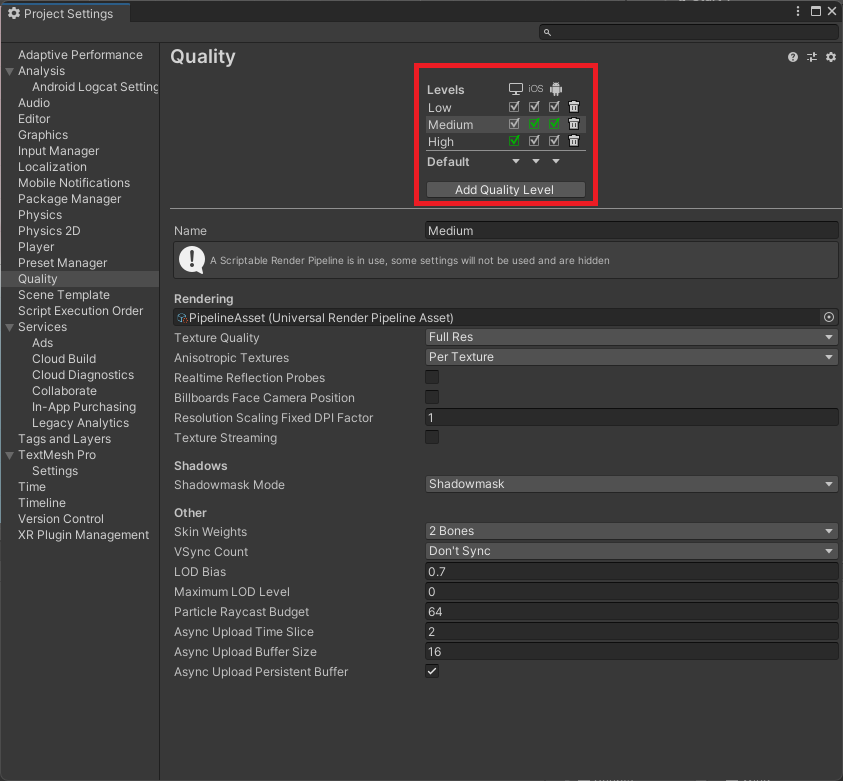 Project Settings
Adaptive Performance
Analysis
Android Logcat Setting
Audio
Editor
Graphics
Input Manager
Localization
Mobile Notifications
Package Manager
Physics
Physics 2D
Player
Preset Manager
Quality
Scene Template
Script Execution Order
Services
Ads
Cloud Build
Cloud Diagnostics
Collaborate
In-App Purchasing
Legacy Analytics
Tags and Layers
TextMesh Pro
Settings
Time
Timeline
Version Control
XR Plugin Management
Quality
Levels iOS
Low
Medium
High
Default
Add Quality Level
Name Medium
A Scriptable Render Pipeline is in use, some settings will not be used and are hidden
Rendering
PipelineAsset (Universal Render Pipeline Asset)
Texture Quality Full Res
Anisotropic Textures Per Texture
Realtime Reflection Probes
Billboards Face Camera Position
Resolution Scaling Fixed DPI Factor 1
Texture Streaming
Shadows
Shadowmask Mode Shadowmask
Other
Skin Weights 2 Bones
VSync Count Don't Sync
LOD Bias 0.7
Maximum LOD Level 0
Particle Raycast Budget 64
Async Upload Time Slice 2
Async Upload Buffer Size 16
Async Upload Persistent Buffer